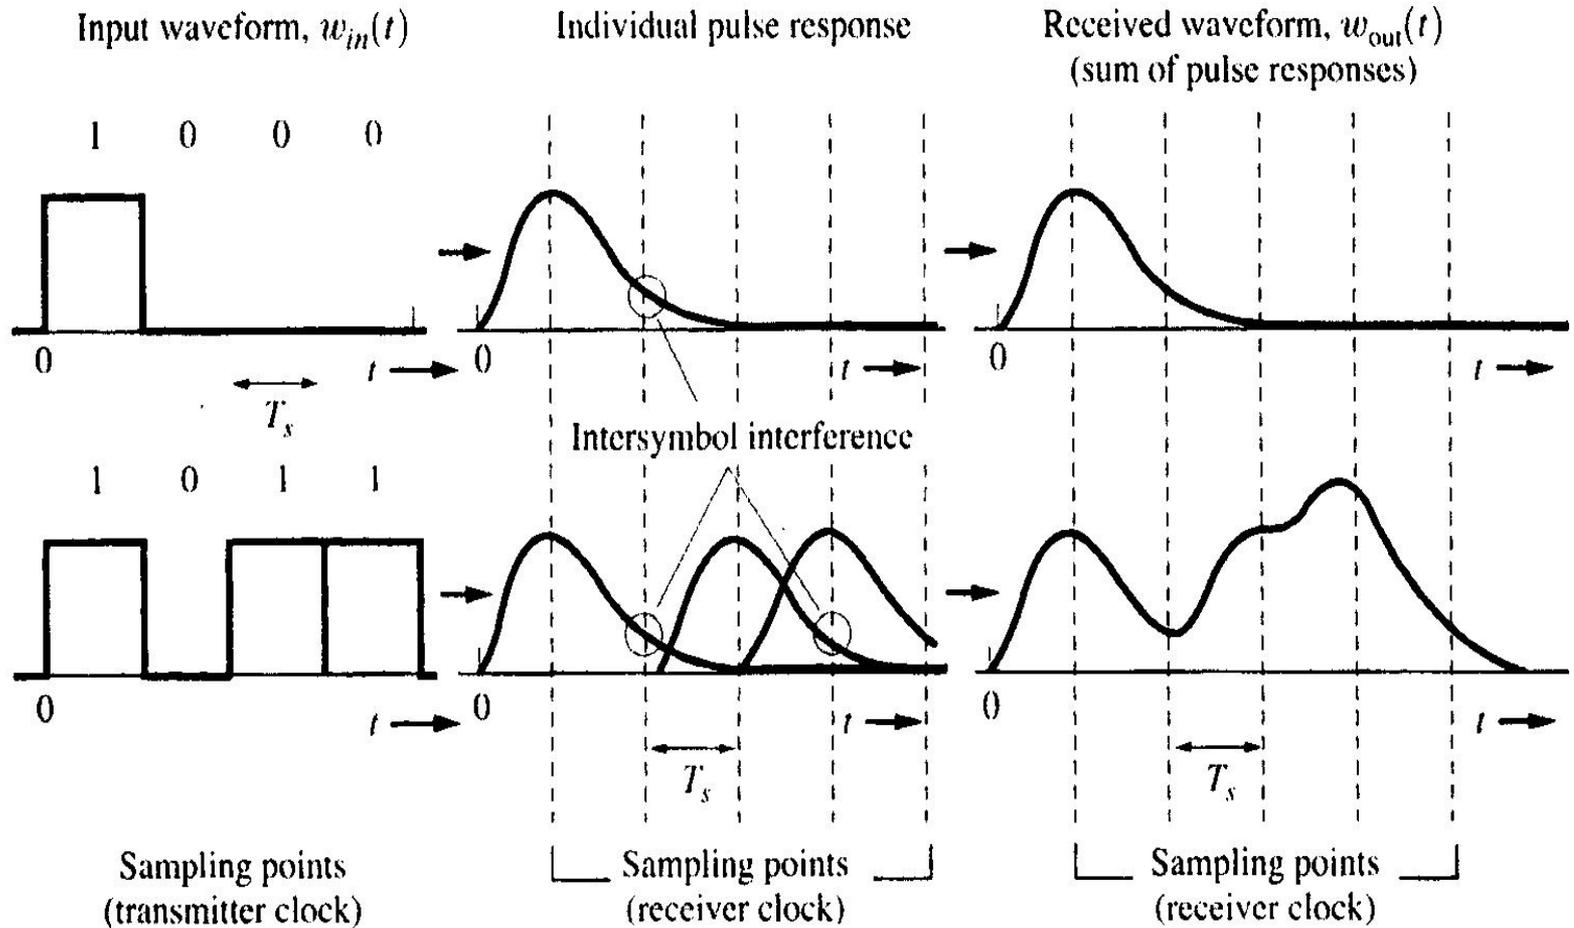 Input waveform, w_in(t)
Individual pulse response
Received waveform, w_out(t)
(sum of pulse responses)
1 0 0 0
0
t
T_s
0
t
0
t
Intersymbol interference
1 0 1 1
0
t
0
t
T_s
0
t
T_s
Sampling points
(transmitter clock)
Sampling points
(receiver clock)
Sampling points
(receiver clock)